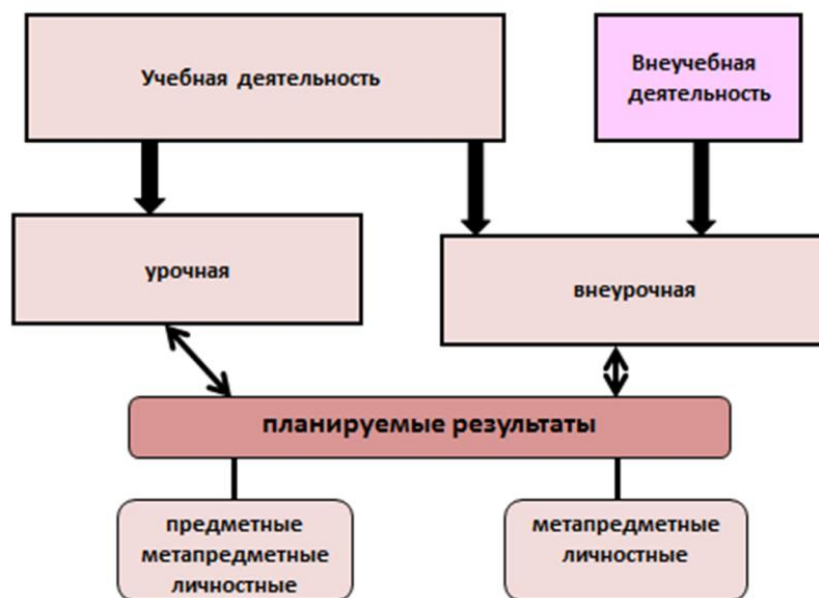 Учебная деятельность
Внеучебная
деятельность
урочная
внеурочная
планируемые результаты
предметные
метапредметные
личностные
метапредметные
личностные